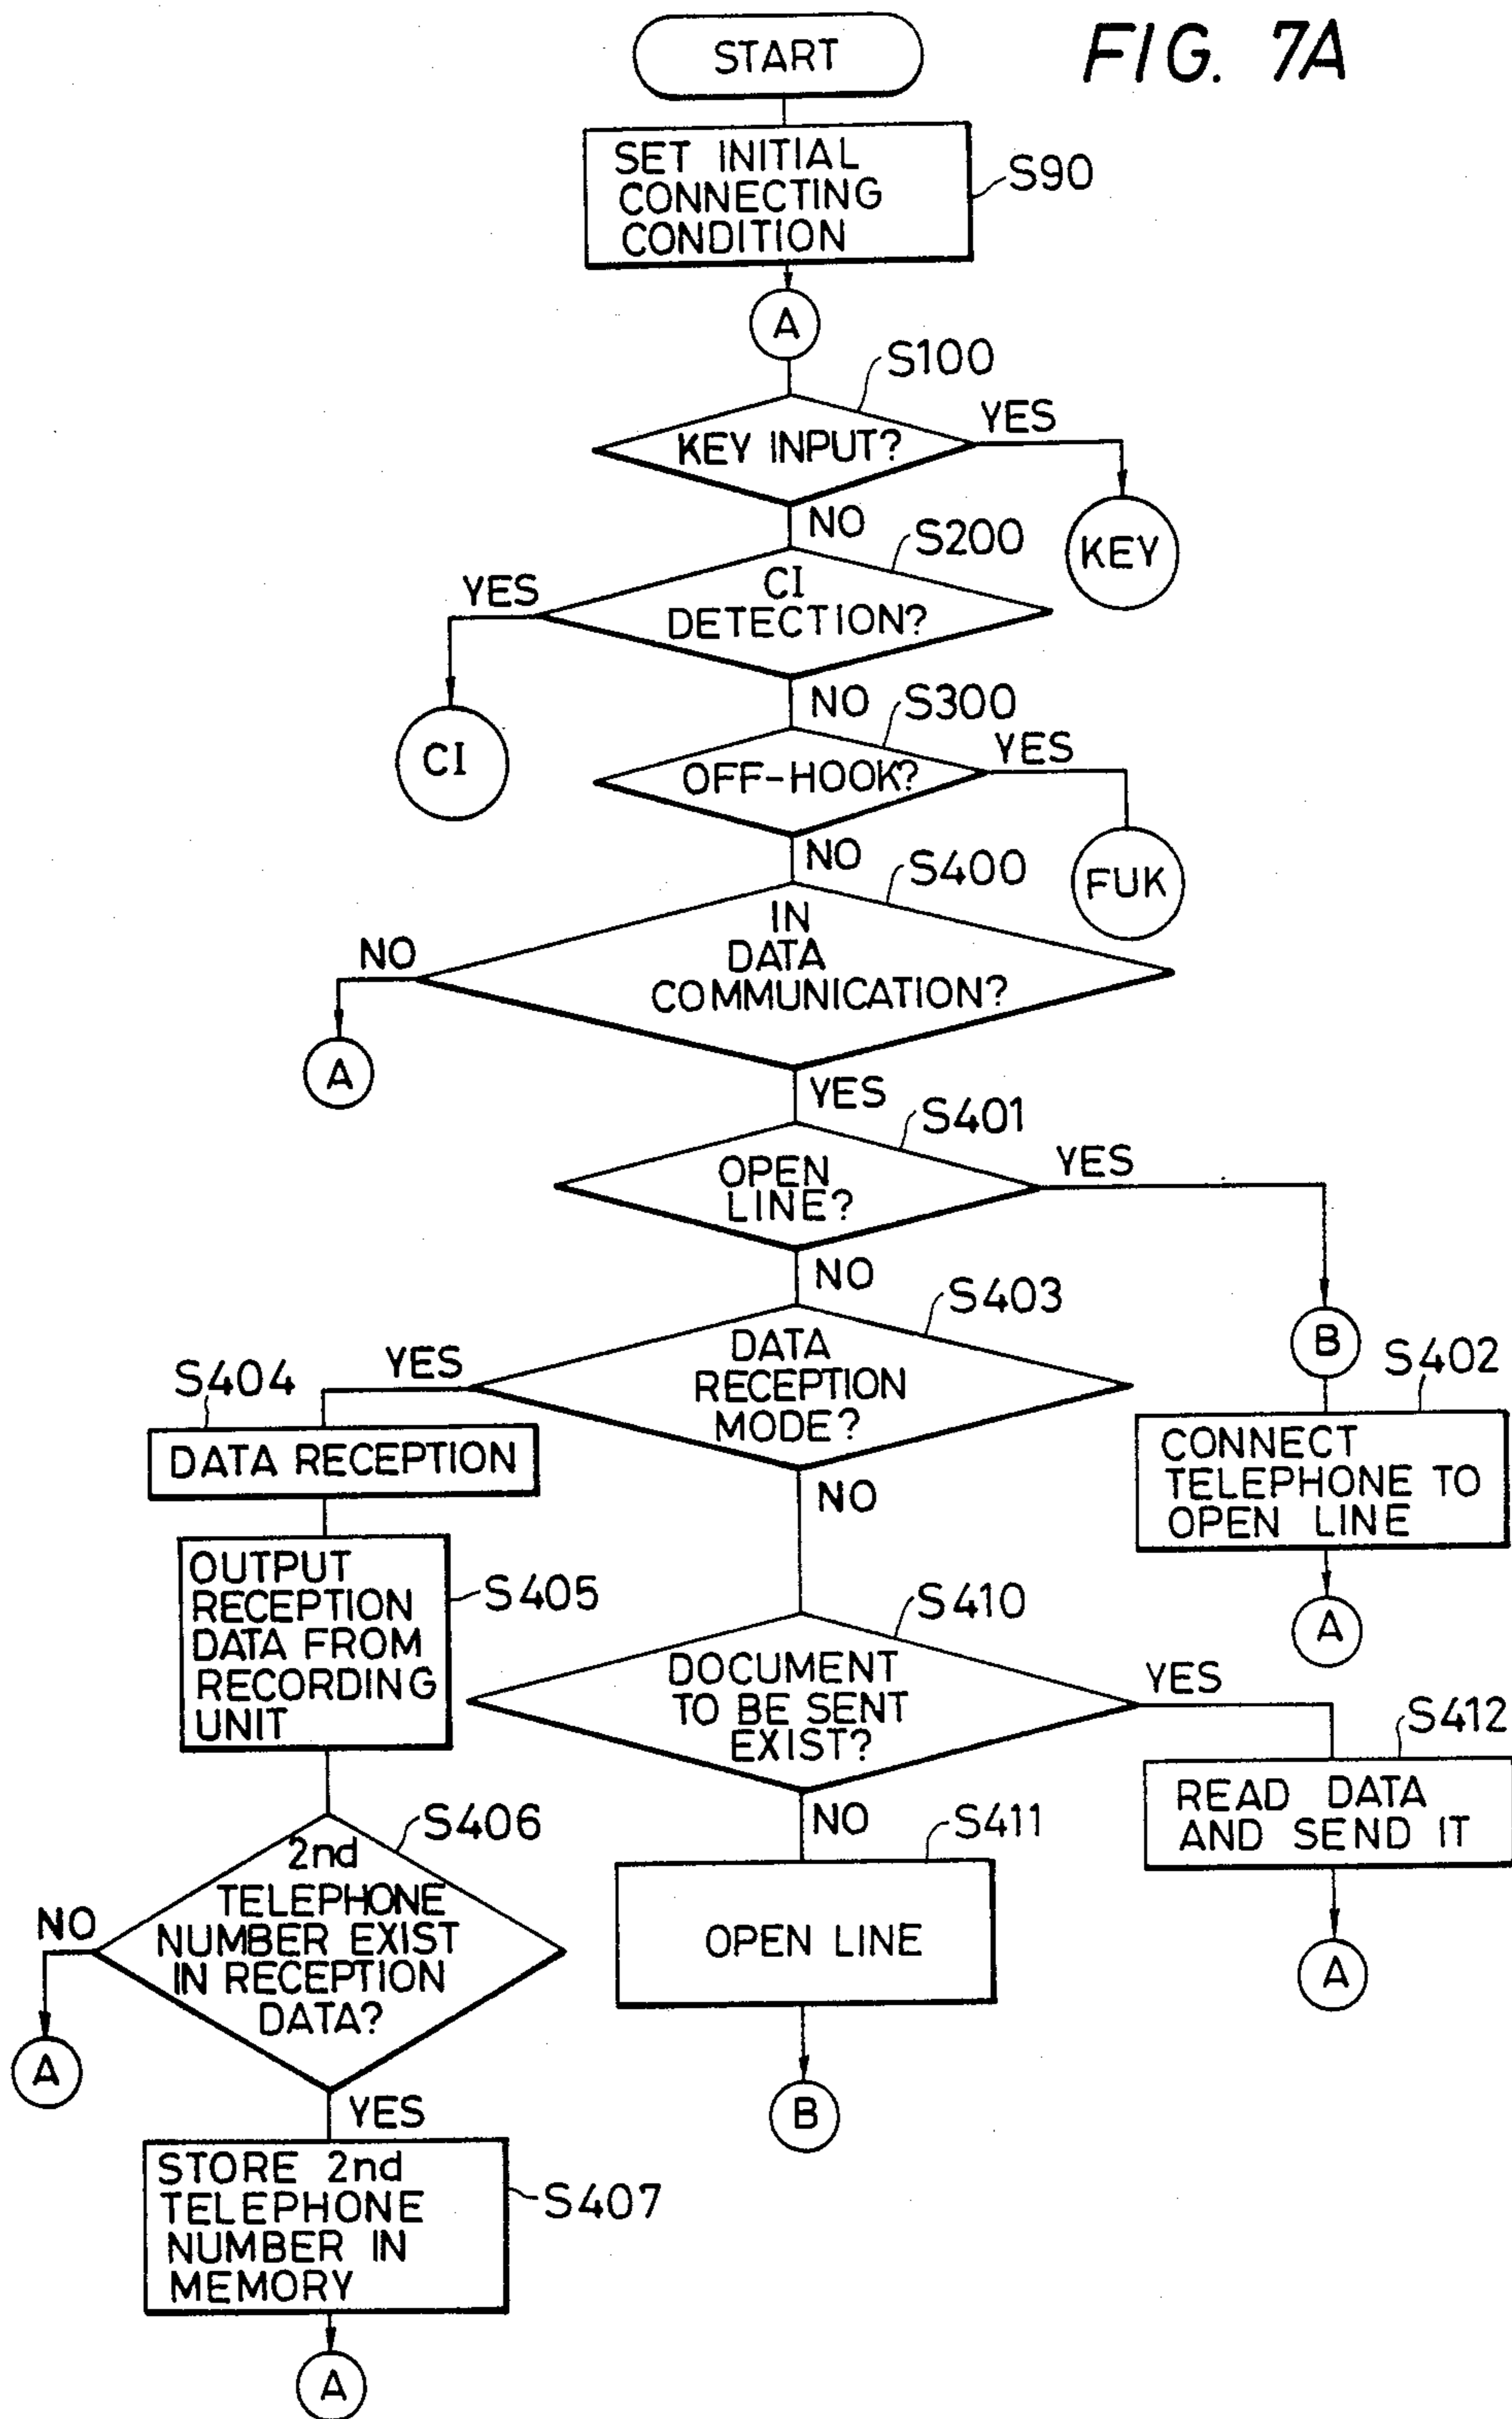 FIG. 7A
START
SET INITIAL
CONNECTING
CONDITION
S90
A
S100
KEY INPUT?
YES
KEY
NO
S200
CI
DETECTION?
YES
CI
NO
S300
OFF-HOOK?
YES
FUK
NO
S400
IN
DATA
COMMUNICATION?
NO
A
YES
S401
OPEN
LINE?
YES
B
S402
CONNECT
TELEPHONE TO
OPEN LINE
A
NO
S403
DATA
RECEPTION
MODE?
YES
S404
DATA RECEPTION
OUTPUT
RECEPTION
DATA FROM
RECORDING
UNIT
S405
S406
2nd
TELEPHONE
NUMBER EXIST
IN RECEPTION
DATA?
NO
A
YES
STORE 2nd
TELEPHONE
NUMBER IN
MEMORY
S407
A
NO
S410
DOCUMENT
TO BE SENT
EXIST?
YES
S412
READ DATA
AND SEND IT
A
NO
S411
OPEN LINE
B